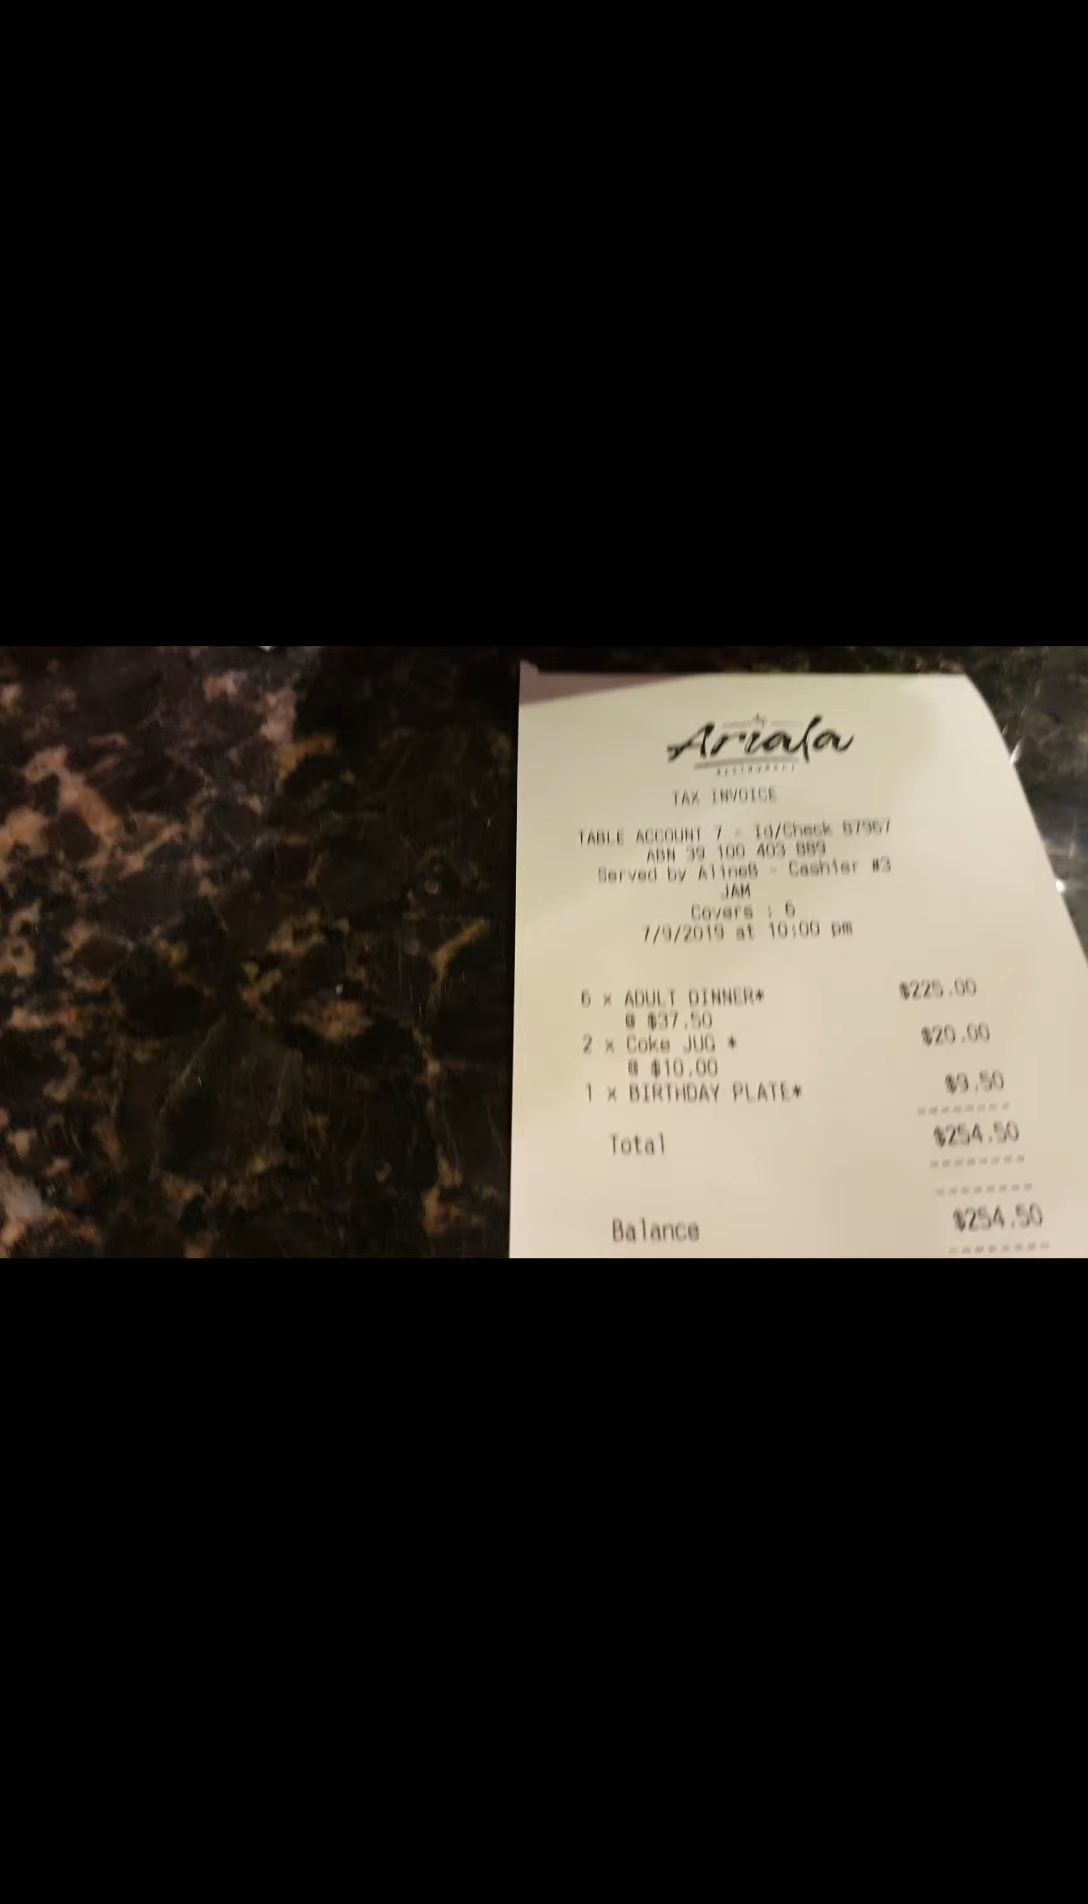 Ariala
TAX INVOICE
TABLE ACCOUNT 7 - Id/Check 87967
ABN 39 100 403 889
Served by AlineB - Cashier #3
JAM
Covers : 6
7/9/2019 at 10:00 pm
6 x ADULT DINNER* $225.00
@ $37.50
2 x Coke JUG * $20.00
@ $10.00
1 x BIRTHDAY PLATE* $9.50
--------
Total $254.50
--------
--------
Balance $254.50
--------